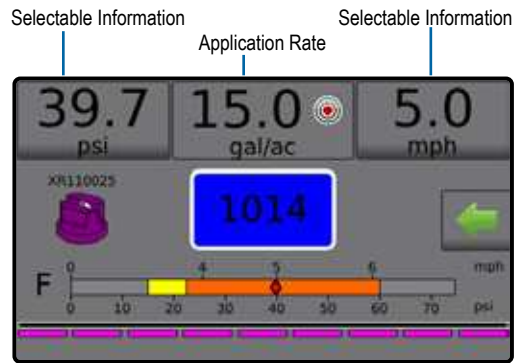 Selectable Information
Selectable Information
Application Rate
39.7
psi
15.0
gal/ac
5.0
mph
XR110025
1014
F
0 4 5 6 mph
0 10 20 30 40 50 60 70 psi